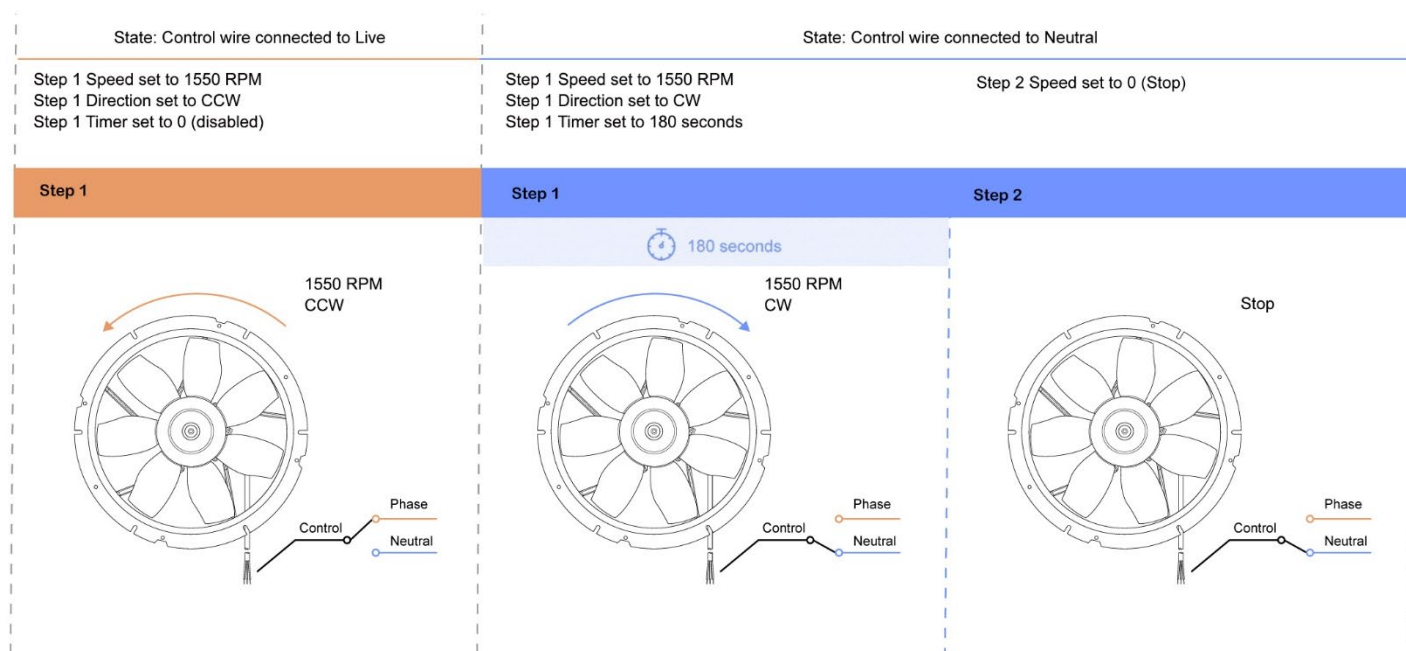 State: Control wire connected to Live
State: Control wire connected to Neutral
Step 1 Speed set to 1550 RPM
Step 1 Direction set to CCW
Step 1 Timer set to 0 (disabled)
Step 1 Speed set to 1550 RPM
Step 1 Direction set to CW
Step 1 Timer set to 180 seconds
Step 2 Speed set to 0 (Stop)
Step 1
Step 1
Step 2
180 seconds
1550 RPM
CCW
1550 RPM
CW
Stop
Phase
Control
Neutral
Phase
Control
Neutral
Phase
Control
Neutral